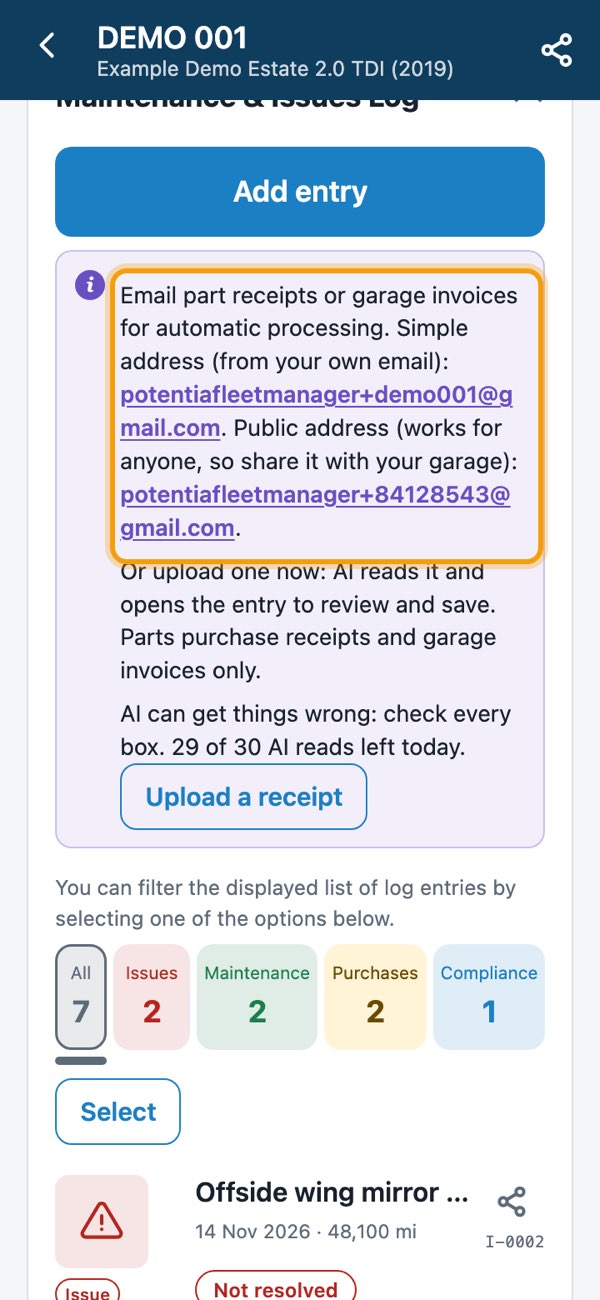 DEMO 001
Example Demo Estate 2.0 TDI (2019)
Maintenance & Issues Log
Add entry
Email part receipts or garage invoices
for automatic processing. Simple
address (from your own email):
potentiafleetmanager+demo001@g
mail.com. Public address (works for
anyone, so share it with your garage):
potentiafleetmanager+84128543@
gmail.com.
Or upload one now: AI reads it and
opens the entry to review and save.
Parts purchase receipts and garage
invoices only.
AI can get things wrong: check every
box. 29 of 30 AI reads left today.
Upload a receipt
You can filter the displayed list of log entries by
selecting one of the options below.
All Issues Maintenance Purchases Compliance
7 2 2 2 1
Select
Offside wing mirror ...
14 Nov 2026 · 48,100 mi
I-0002
Issue
Not resolved